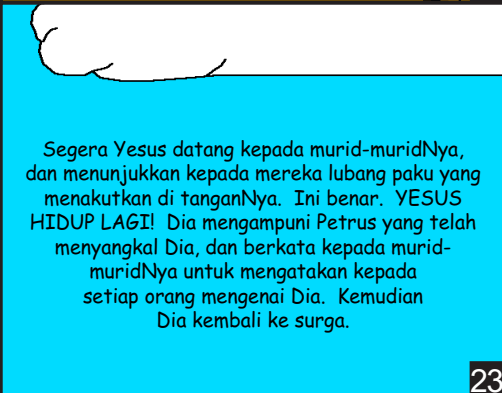 Segera Yesus datang kepada murid-muridNya,
dan menunjukkan kepada mereka lubang paku yang
menakutkan di tanganNya.  Ini benar.  YESUS
HIDUP LAGI!  Dia mengampuni Petrus yang telah
menyangkal Dia, dan berkata kepada murid-
muridNya untuk mengatakan kepada
setiap orang mengenai Dia.  Kemudian
Dia kembali ke surga.
23